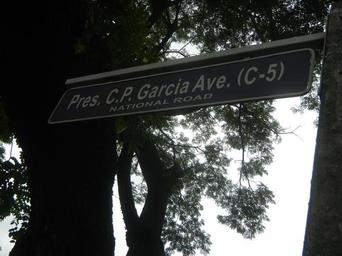 Pres. C.P. Garcia Ave. (C-5)
NATIONAL ROAD